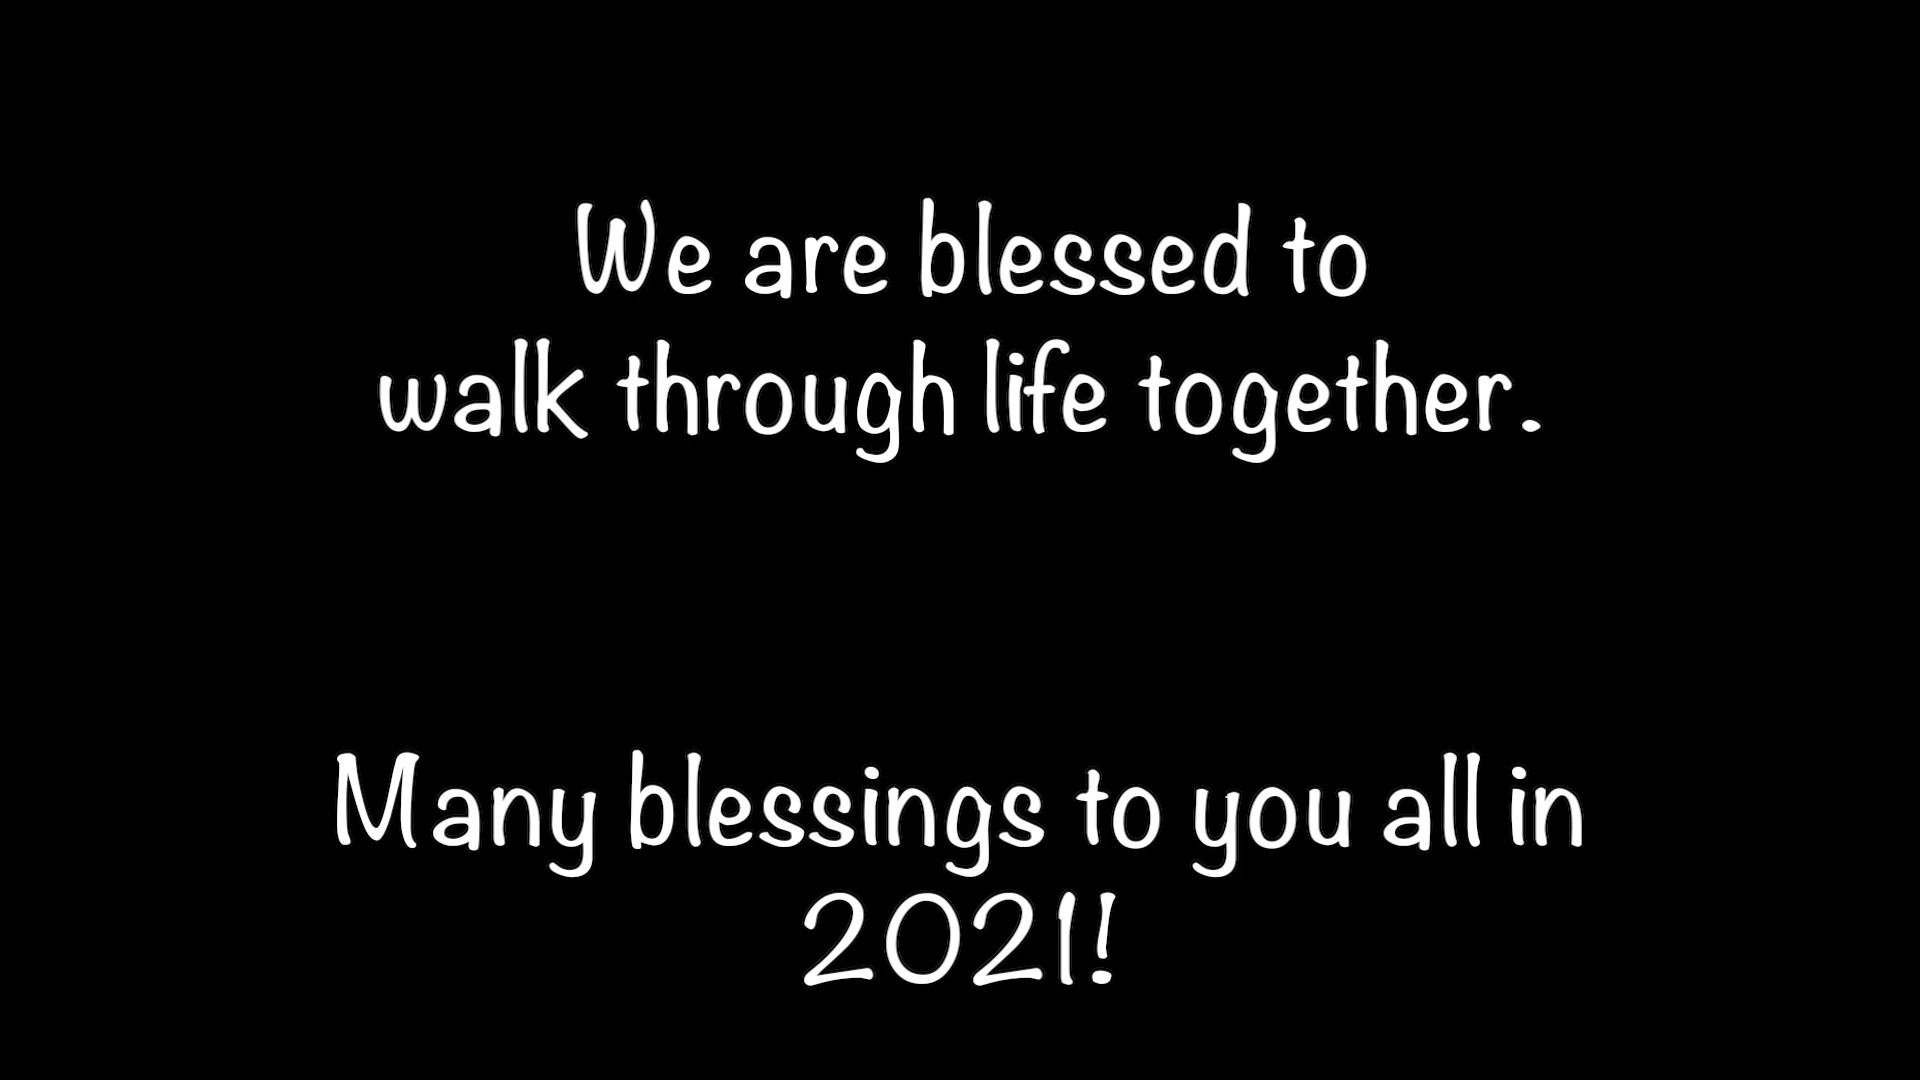 We are blessed to
walk through life together.
Many blessings to you all in
2021!